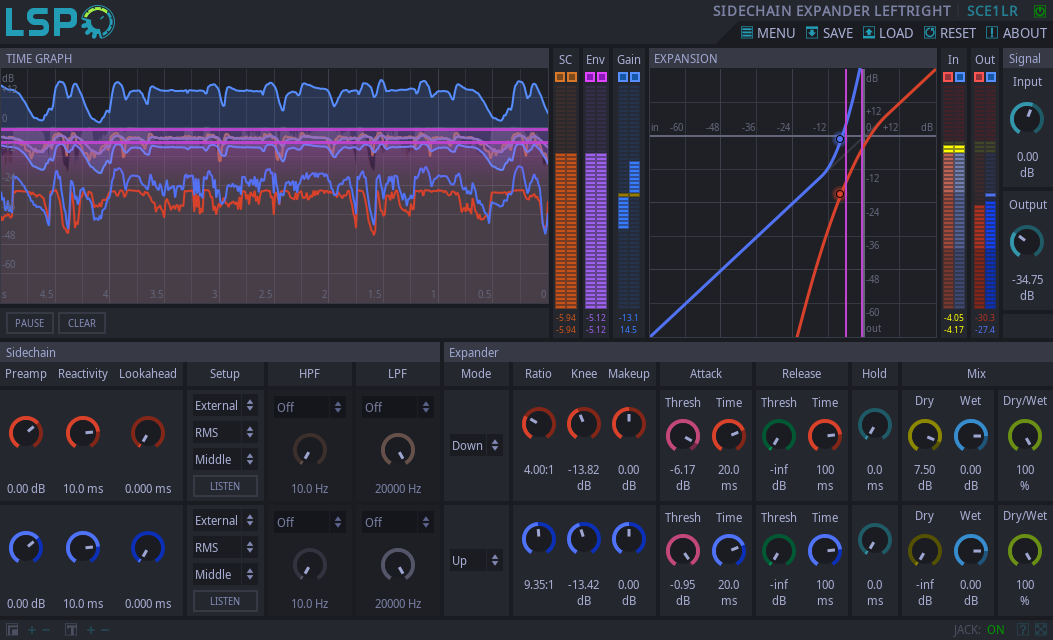 LSP
SIDECHAIN EXPANDER LEFTRIGHT SCE1LR
MENU SAVE LOAD RESET ABOUT
TIME GRAPH
SC Env Gain
EXPANSION
In Out
Signal
dB
0
-24
-48
-60
s 4.5 4 3.5 3 2.5 2 1.5 1 0.5 0
PAUSE CLEAR
-5.94 -5.12 -13.1
-5.94 -5.12 14.5
dB
+12
in -60 -48 -36 -24 -12 0 +12 dB
-12
-24
-36
-48
-60
out
-4.05 -30.3
-4.17 -27.4
Input
0.00
dB
Output
-34.75
dB
Sidechain
Preamp Reactivity Lookahead Setup HPF LPF
0.00 dB 10.0 ms 0.000 ms
External
RMS
Middle
LISTEN
Off
10.0 Hz
Off
20000 Hz
0.00 dB 10.0 ms 0.000 ms
External
RMS
Middle
LISTEN
Off
10.0 Hz
Off
20000 Hz
Expander
Mode Ratio Knee Makeup Attack Release Hold Mix
Down
4.00:1 -13.82 0.00
dB dB
Thresh Time Thresh Time
-6.17 20.0 -inf 100 0.0
dB ms dB ms ms
Dry Wet Dry/Wet
7.50 0.00 100
dB dB %
Up
9.35:1 -13.42 0.00
dB dB
Thresh Time Thresh Time
-0.95 20.0 -inf 100 0.0
dB ms dB ms ms
Dry Wet Dry/Wet
-inf 0.00 100
dB dB %
JACK: ON